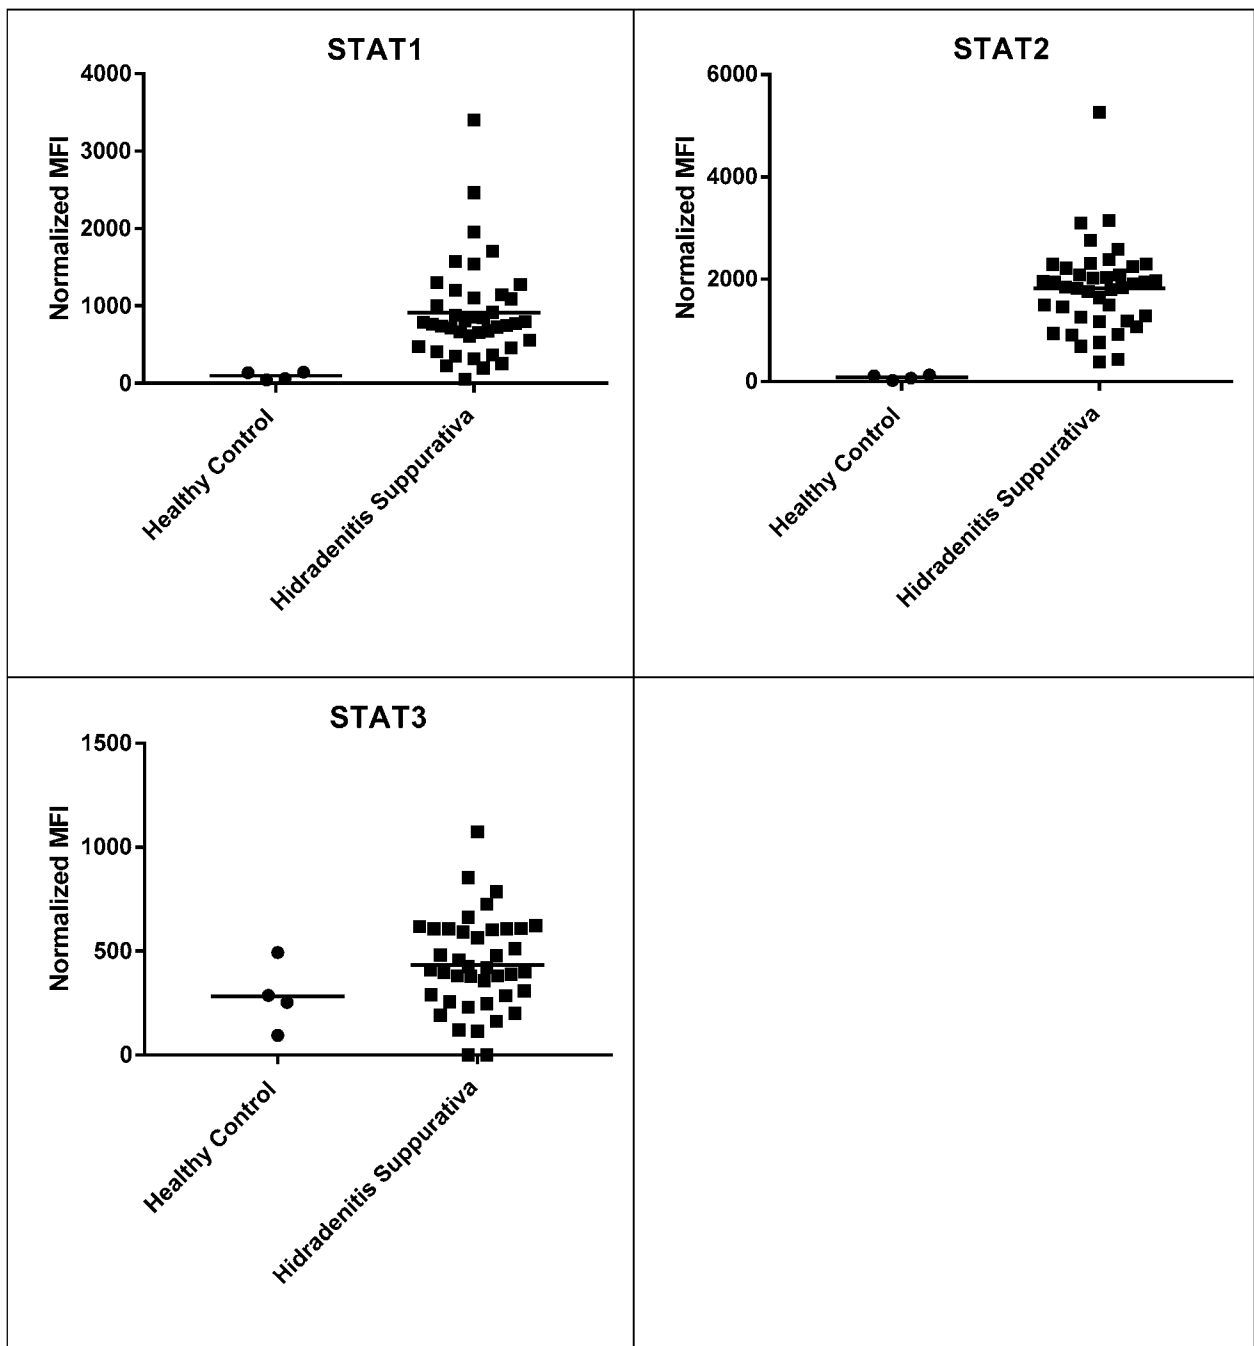 STAT1
4000
3000
2000
1000
0
Normalized MFI
Healthy Control
Hidradenitis Suppurativa
STAT2
6000
4000
2000
0
Normalized MFI
Healthy Control
Hidradenitis Suppurativa
STAT3
1500
1000
500
0
Normalized MFI
Healthy Control
Hidradenitis Suppurativa